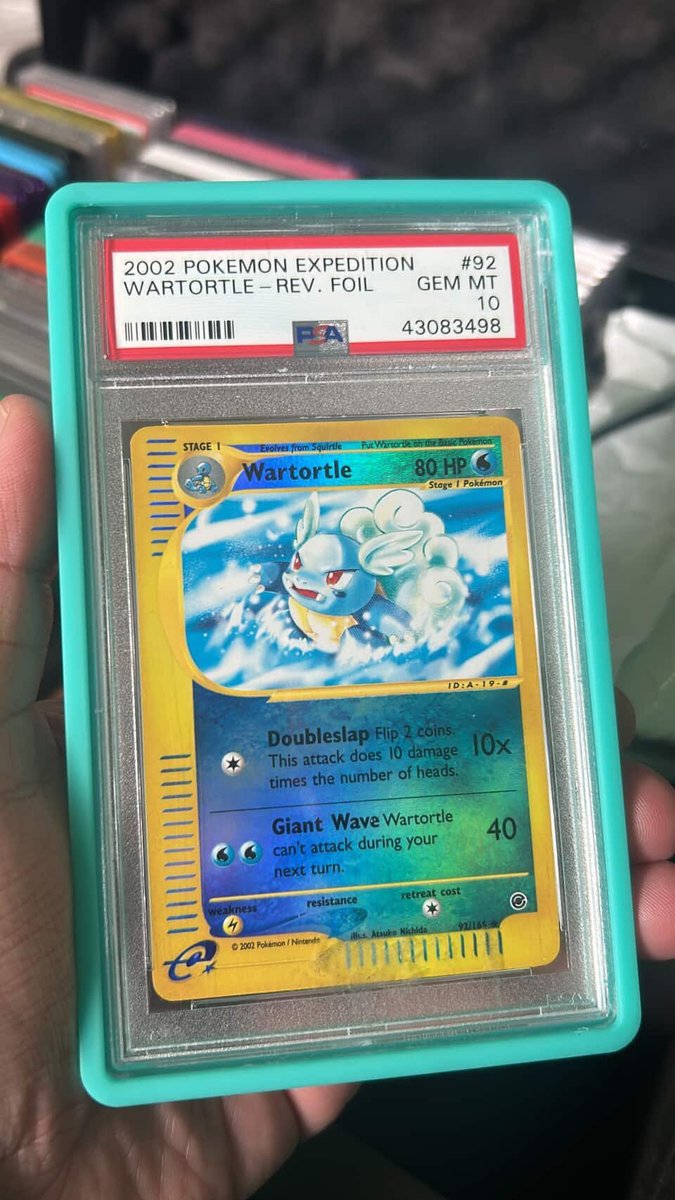 2002 POKEMON EXPEDITION #92
WARTORTLE - REV. FOIL GEM MT
10
PSA 43083498
STAGE 1 Evolves from Squirtle Put Wartortle on the Basic Pokémon
Wartortle 80 HP
Stage 1 Pokémon
ID:A-19-#
Doubleslap Flip 2 coins.
This attack does 10 damage 10x
times the number of heads.
Giant Wave Wartortle
can't attack during your 40
next turn.
weakness resistance retreat cost
illus. Atsuko Nishida 92/165
© 2002 Pokémon / Nintendo
e